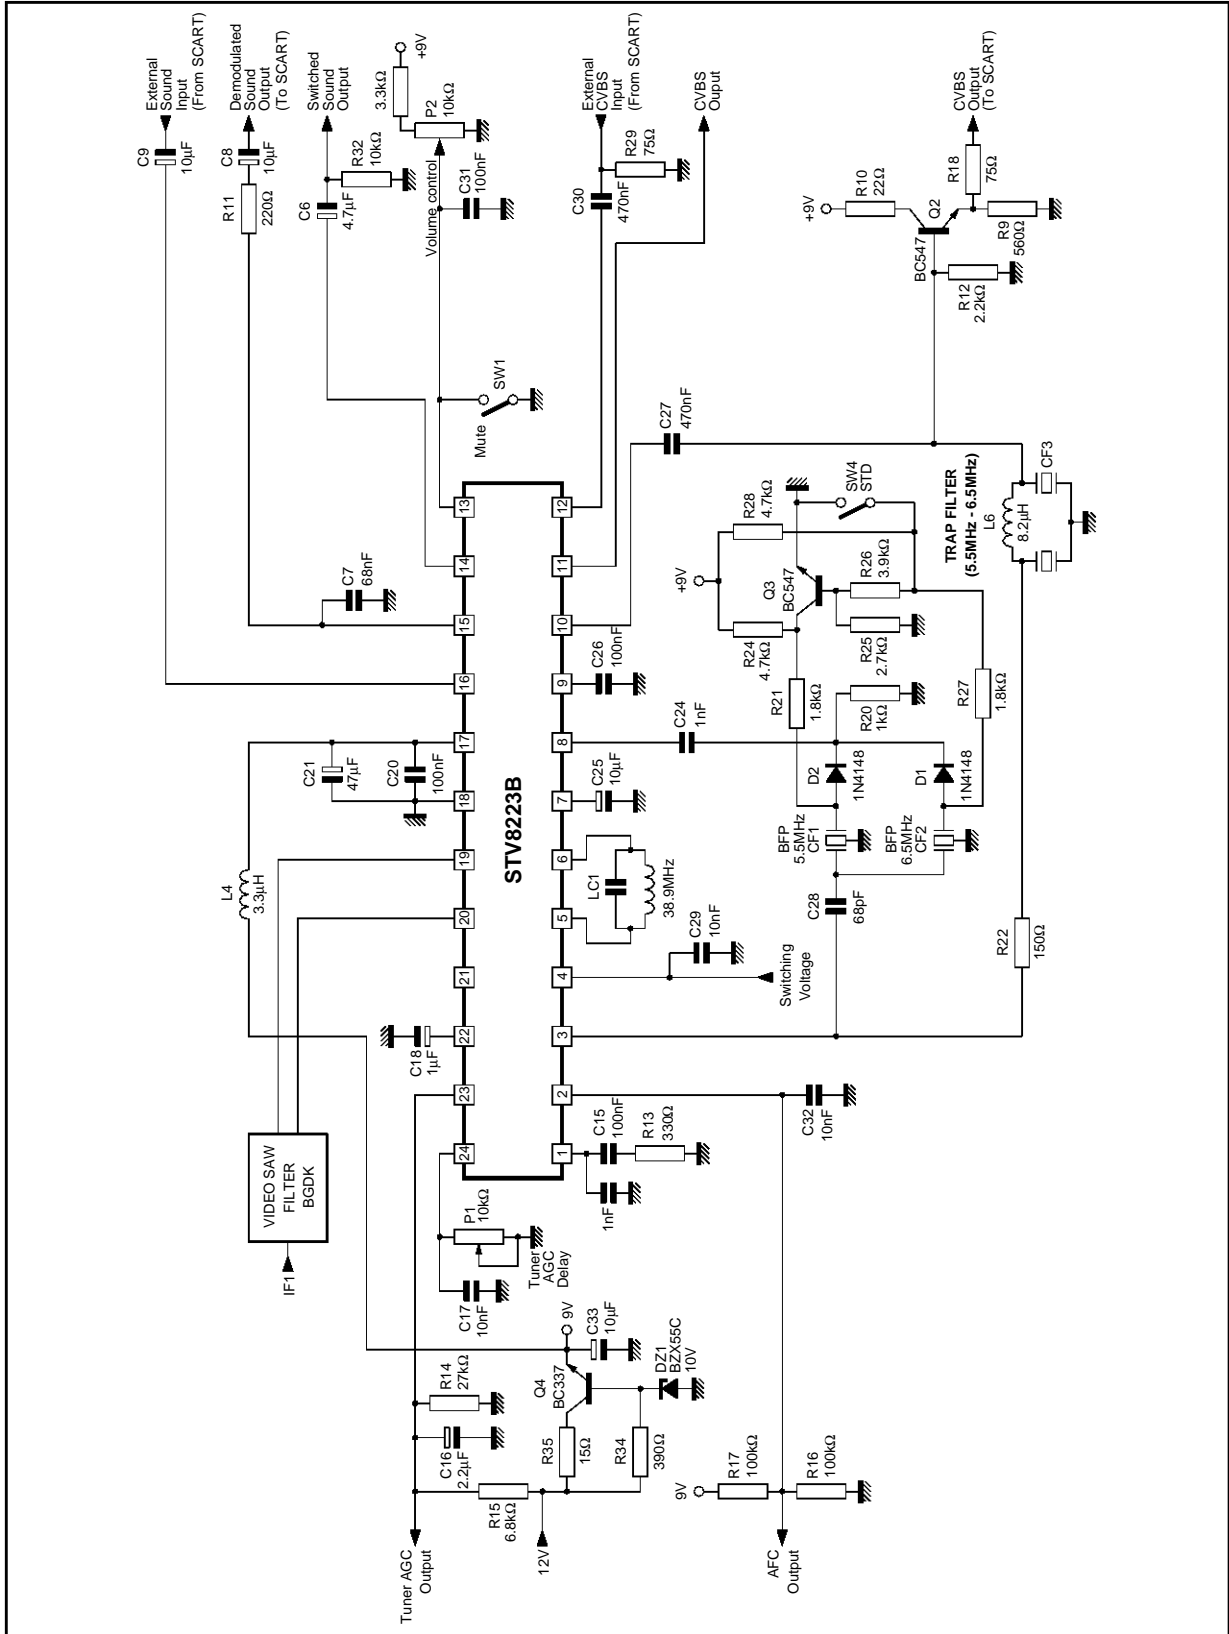 External
Sound
Input
(From SCART)
C9
10µF
Demodulated
Sound
Output
(To SCART)
C8
10µF
R11
220Ω
Switched
Sound
Output
C6
4.7µF
R32
10kΩ
+9V
3.3kΩ
P2
10kΩ
Volume control
C31
100nF
External
CVBS
Input
(From SCART)
R29
75Ω
C30
470nF
CVBS
Ouput
CVBS
Output
(To SCART)
R18
75Ω
+9V
R10
22Ω
Q2
BC547
R9
560Ω
R12
2.2kΩ
SW1
Mute
C27
470nF
C7
68nF
13
14
15
16
17
18
19
20
21
22
23
24
12
11
10
9
8
7
6
5
4
3
2
1
STV8223B
C26
100nF
C24
1nF
C25
10µF
LC1
38.9MHz
C29
10nF
Switching
Voltage
C21
47µF
C20
100nF
L4
3.3µH
C18
1µF
VIDEO SAW
FILTER
BGDK
IF1
R28
4.7kΩ
SW4
STD
+9V
Q3
BC547
R26
3.9kΩ
R24
4.7kΩ
R25
2.7kΩ
R21
1.8kΩ
R20
1kΩ
R27
1.8kΩ
D2
1N4148
D1
1N4148
BFP
5.5MHz
CF1
BFP
6.5MHz
CF2
C28
68pF
R22
150Ω
TRAP FILTER
(5.5MHz - 6.5MHz)
L6
8.2µH
CF3
C32
10nF
C15
100nF
R13
330Ω
1nF
P1
10kΩ
Tuner
AGC
Delay
C17
10nF
9V
C33
10µF
Q4
BC337
DZ1
BZX55C
10V
R14
27kΩ
C16
2.2µF
R35
15Ω
R34
390Ω
R15
6.8kΩ
12V
Tuner AGC
Output
9V
R17
100kΩ
R16
100kΩ
AFC
Output